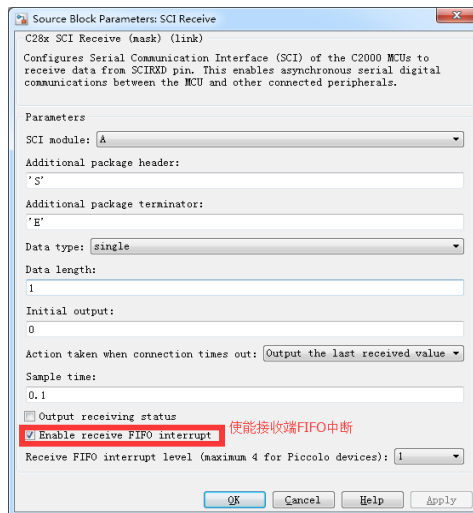 Source Block Parameters: SCI Receive
C28x SCI Receive (mask) (link)
Configures Serial Communication Interface (SCI) of the C2000 MCUs to
receive data from SCIRXD pin. This enables asynchronous serial digital
communications between the MCU and other connected peripherals.
Parameters
SCI module: A
Additional package header:
'S'
Additional package terminator:
'E'
Data type: single
Data length:
1
Initial output:
0
Action taken when connection times out: Output the last received value
Sample time:
0.1
Output receiving status
Enable receive FIFO interrupt 使能接收端FIFO中断
Receive FIFO interrupt level (maximum 4 for Piccolo devices): 1
OK Cancel Help Apply